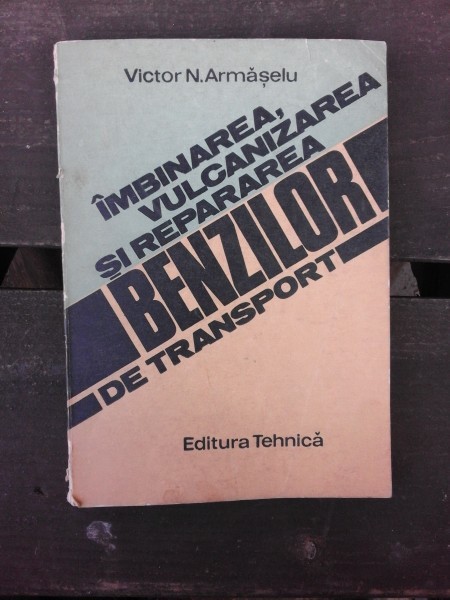 Victor N. Armășelu
ÎMBINAREA,
VULCANIZAREA
ȘI REPARAREA
BENZILOR
DE TRANSPORT
Editura Tehnică